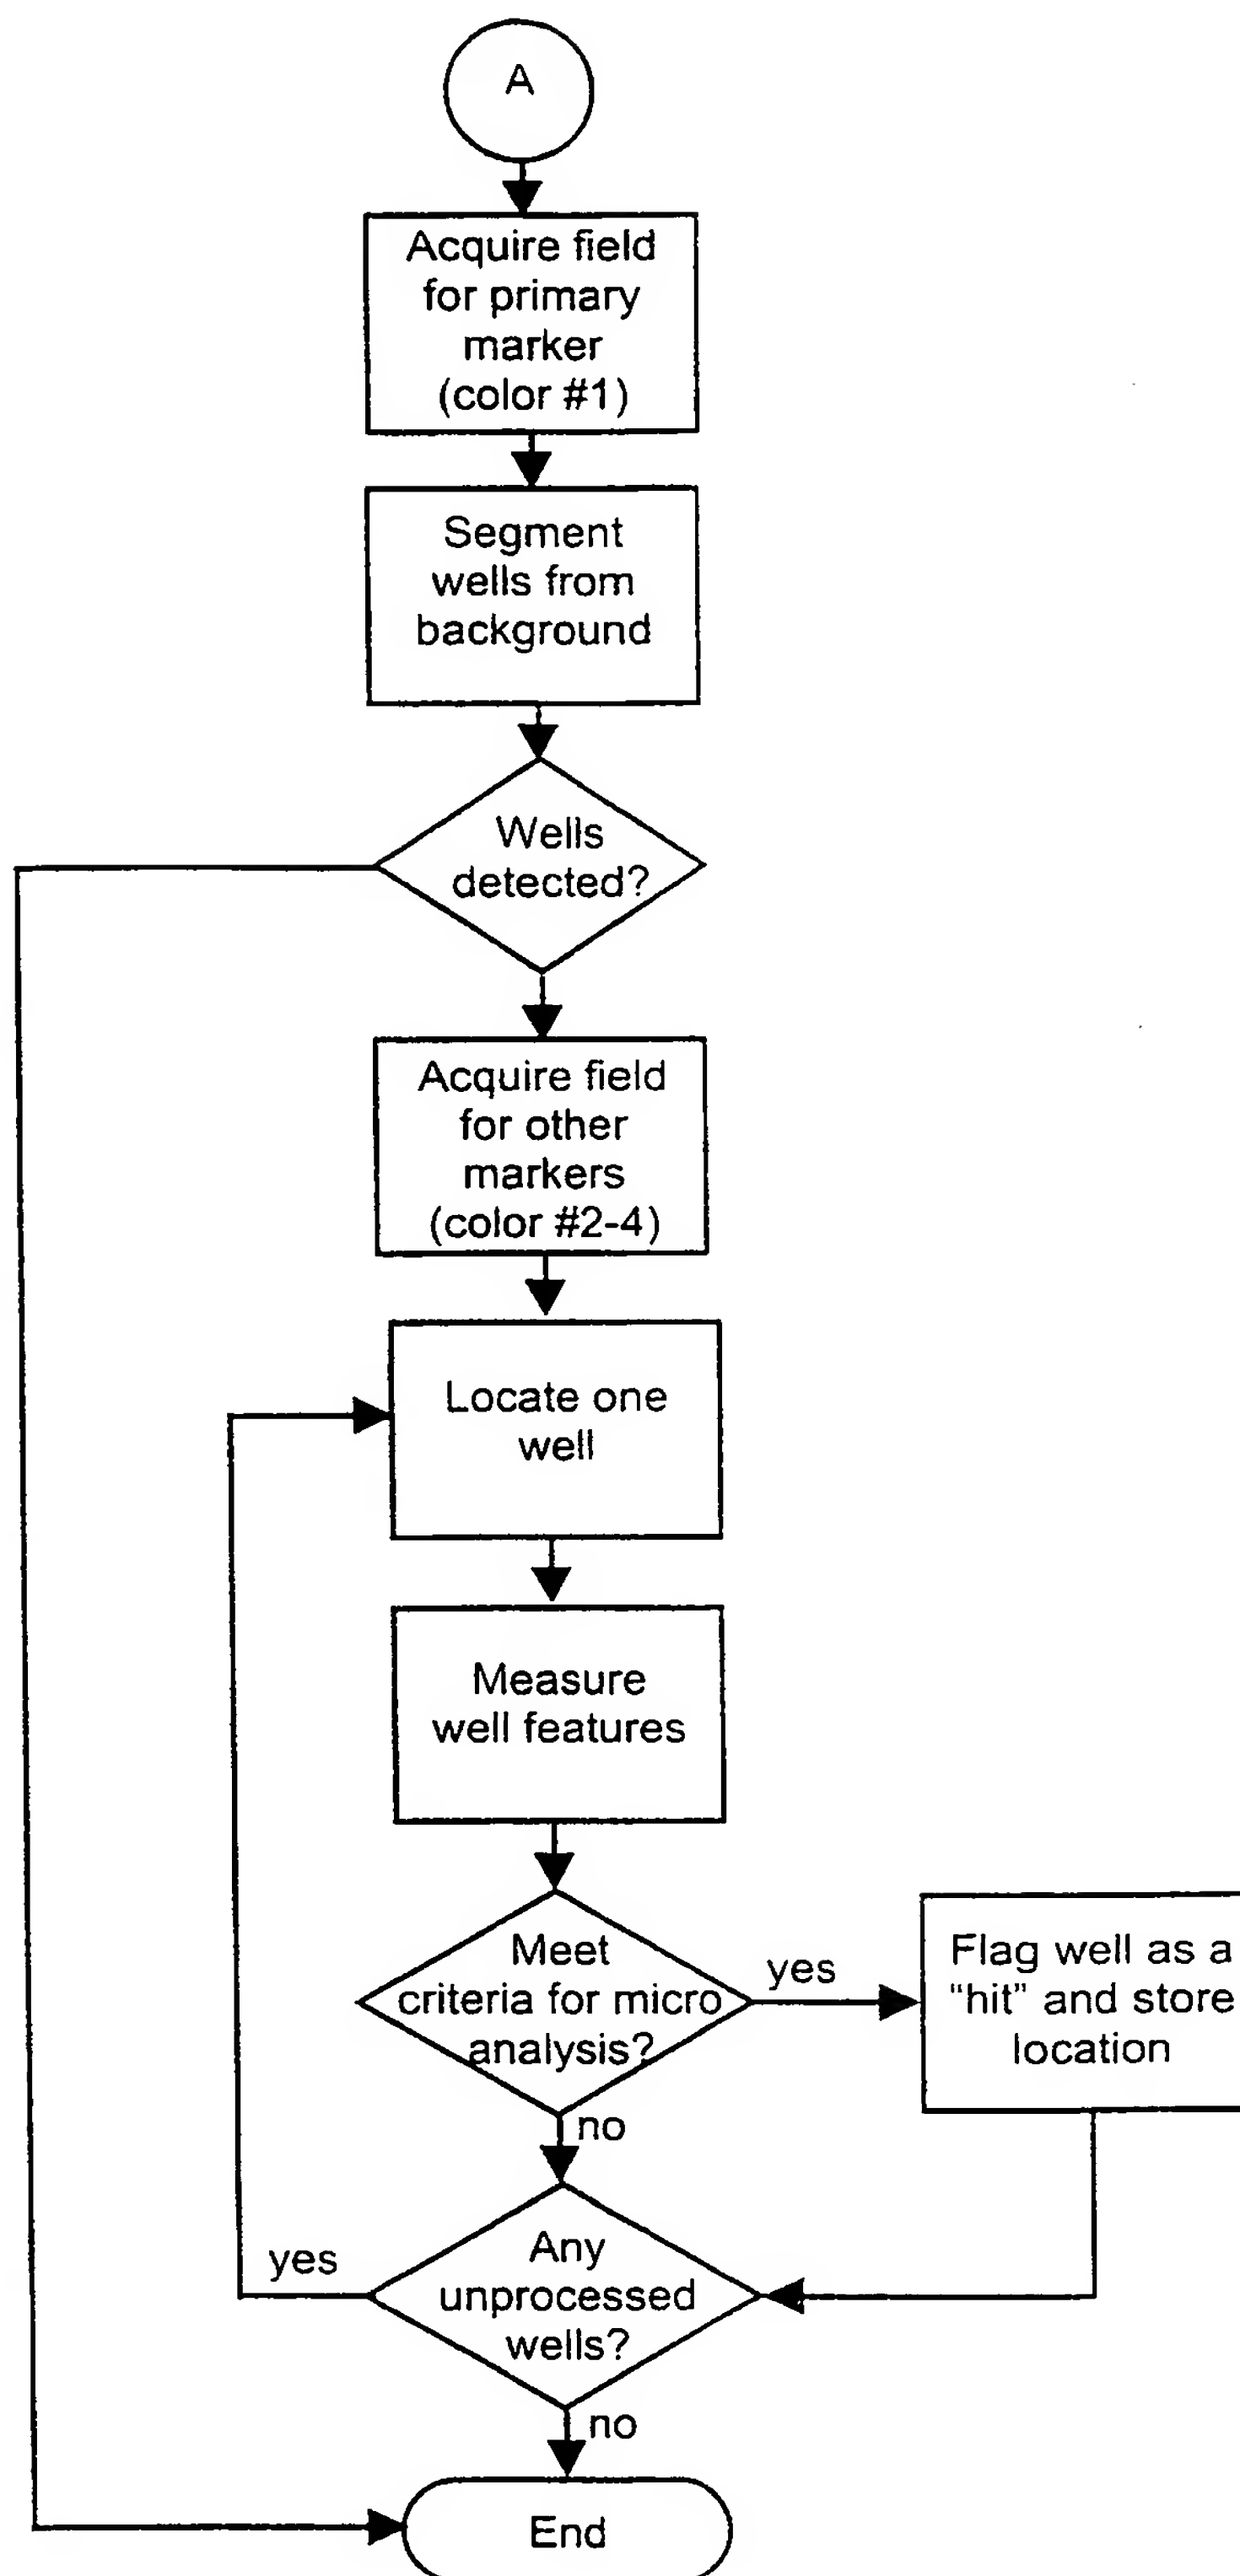 A
Acquire field
for primary
marker
(color #1)
Segment
wells from
background
Wells
detected?
Acquire field
for other
markers
(color #2-4)
Locate one
well
Measure
well features
Meet
criteria for micro
analysis?
yes
Flag well as a
“hit” and store
location
no
Any
unprocessed
wells?
yes
no
End